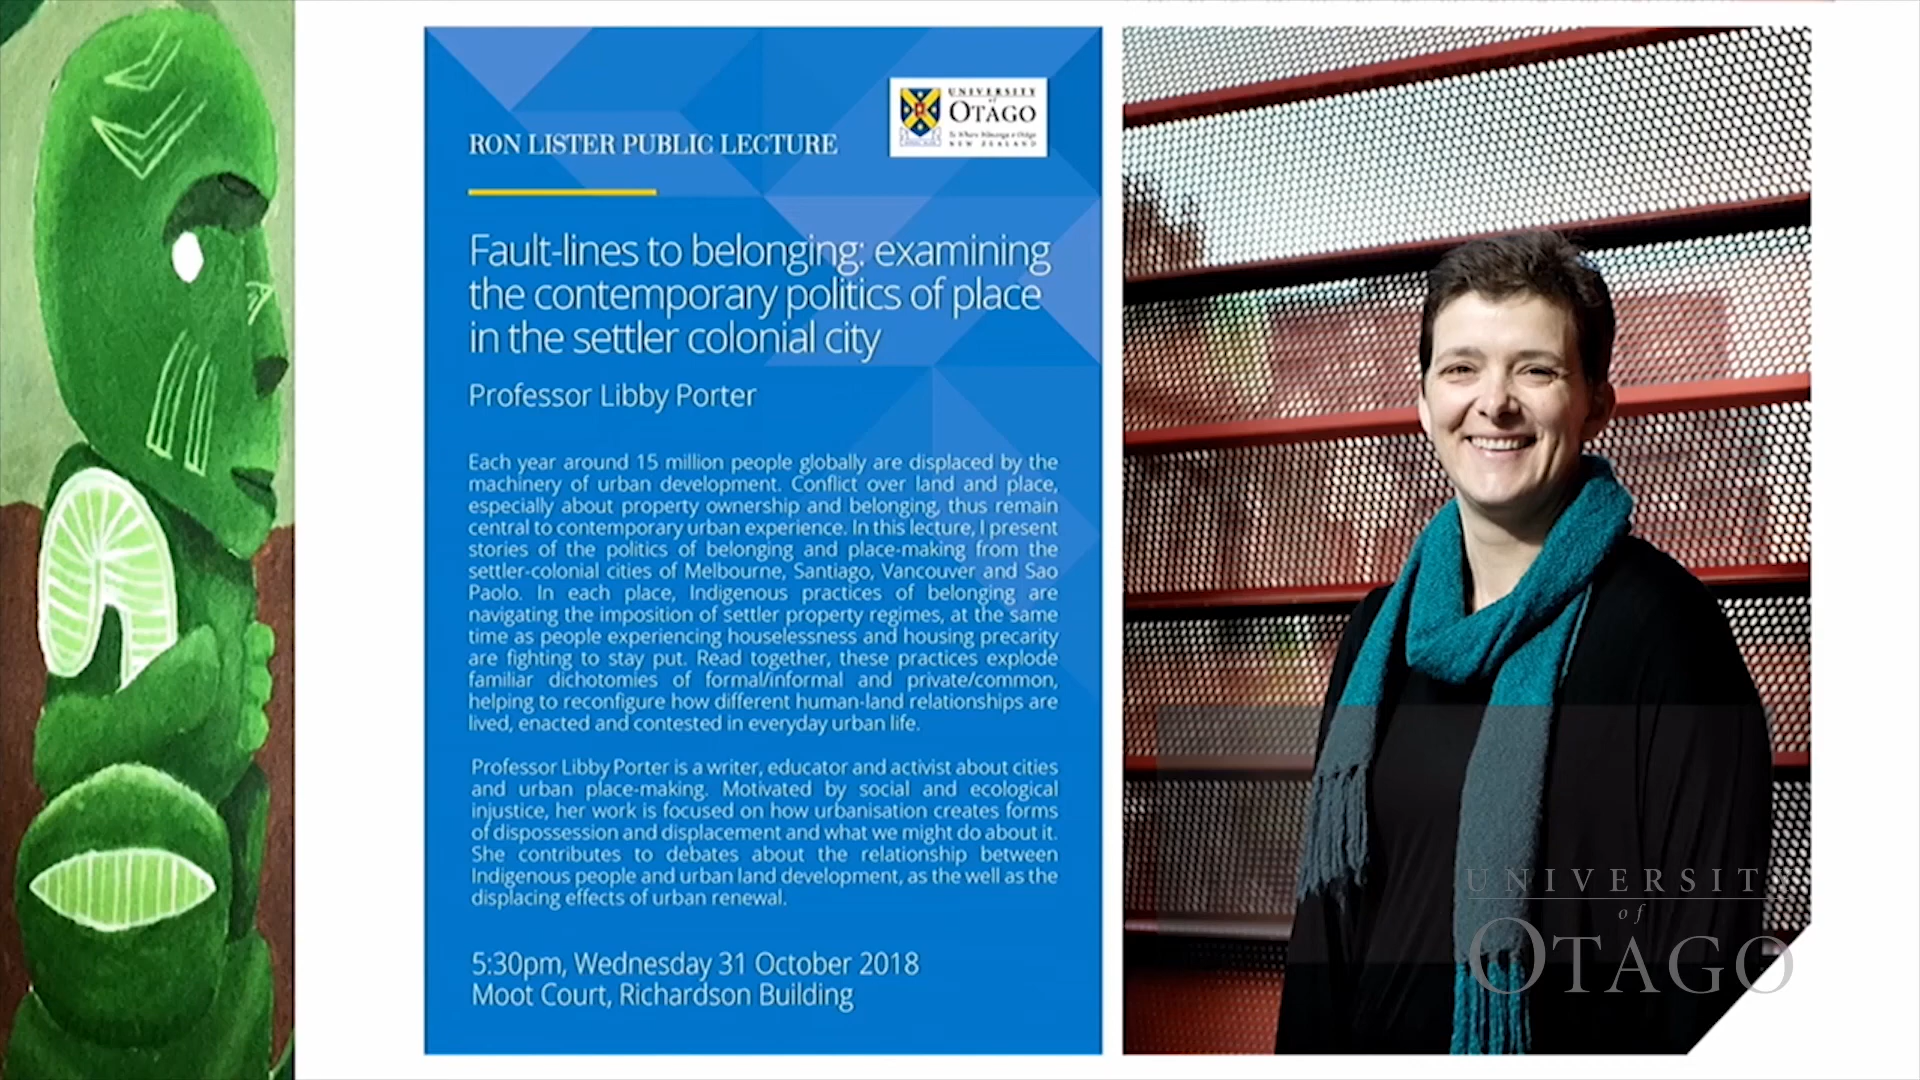 RON LISTER PUBLIC LECTURE
UNIVERSITY
of
OTAGO
Te Whare Wānanga o Otāgo
NEW ZEALAND
Fault-lines to belonging: examining
the contemporary politics of place
in the settler colonial city
Professor Libby Porter
Each year around 15 million people globally are displaced by the
machinery of urban development. Conflict over land and place,
especially about property ownership and belonging, thus remain
central to contemporary urban experience. In this lecture, I present
stories of the politics of belonging and place-making from the
settler-colonial cities of Melbourne, Santiago, Vancouver and Sao
Paolo. In each place, Indigenous practices of belonging are
navigating the imposition of settler property regimes, at the same
time as people experiencing houselessness and housing precarity
are fighting to stay put. Read together, these practices explode
familiar dichotomies of formal/informal and private/common,
helping to reconfigure how different human-land relationships are
lived, enacted and contested in everyday urban life.
Professor Libby Porter is a writer, educator and activist about cities
and urban place-making. Motivated by social and ecological
injustice, her work is focused on how urbanisation creates forms
of dispossession and displacement and what we might do about it.
She contributes to debates about the relationship between
Indigenous people and urban land development, as the well as the
displacing effects of urban renewal.
5:30pm, Wednesday 31 October 2018
Moot Court, Richardson Building
UNIVERSITY
of
OTAGO